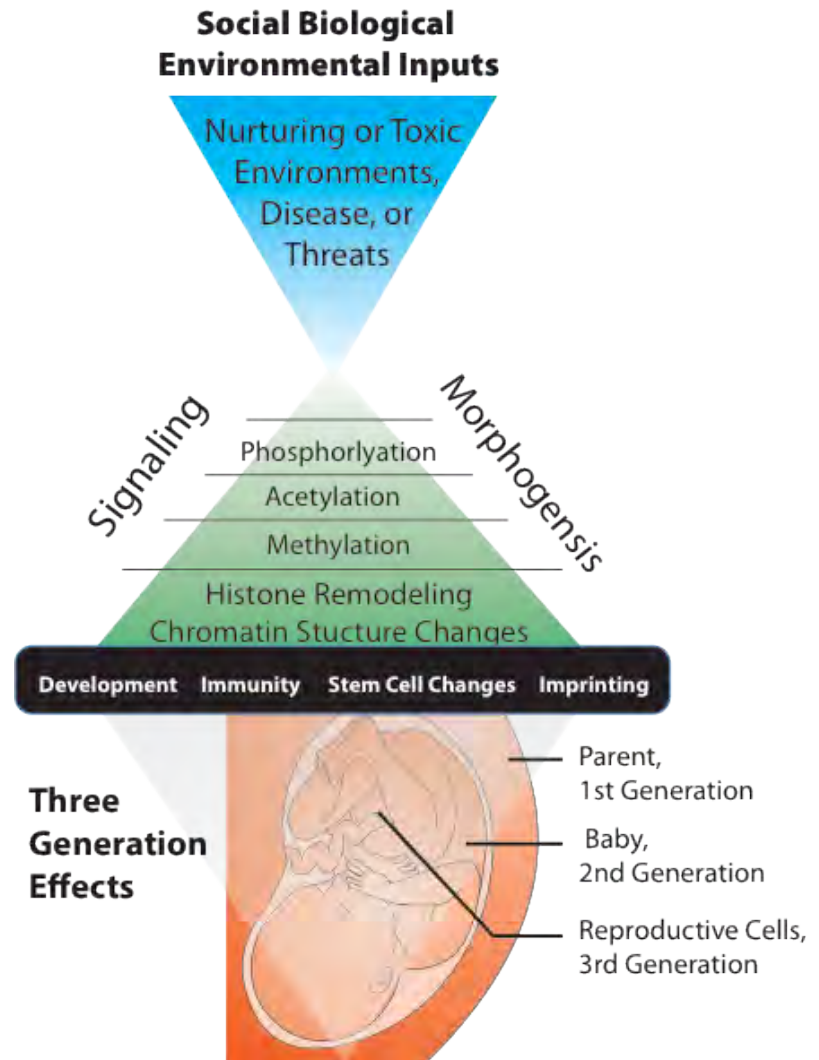 Social Biological
Environmental Inputs
Nurturing or Toxic
Environments,
Disease, or
Threats
Signaling
Morphogensis
Phosphorlyation
Acetylation
Methylation
Histone Remodeling
Chromatin Stucture Changes
Development Immunity Stem Cell Changes Imprinting
Three
Generation
Effects
Parent,
1st Generation
Baby,
2nd Generation
Reproductive Cells,
3rd Generation